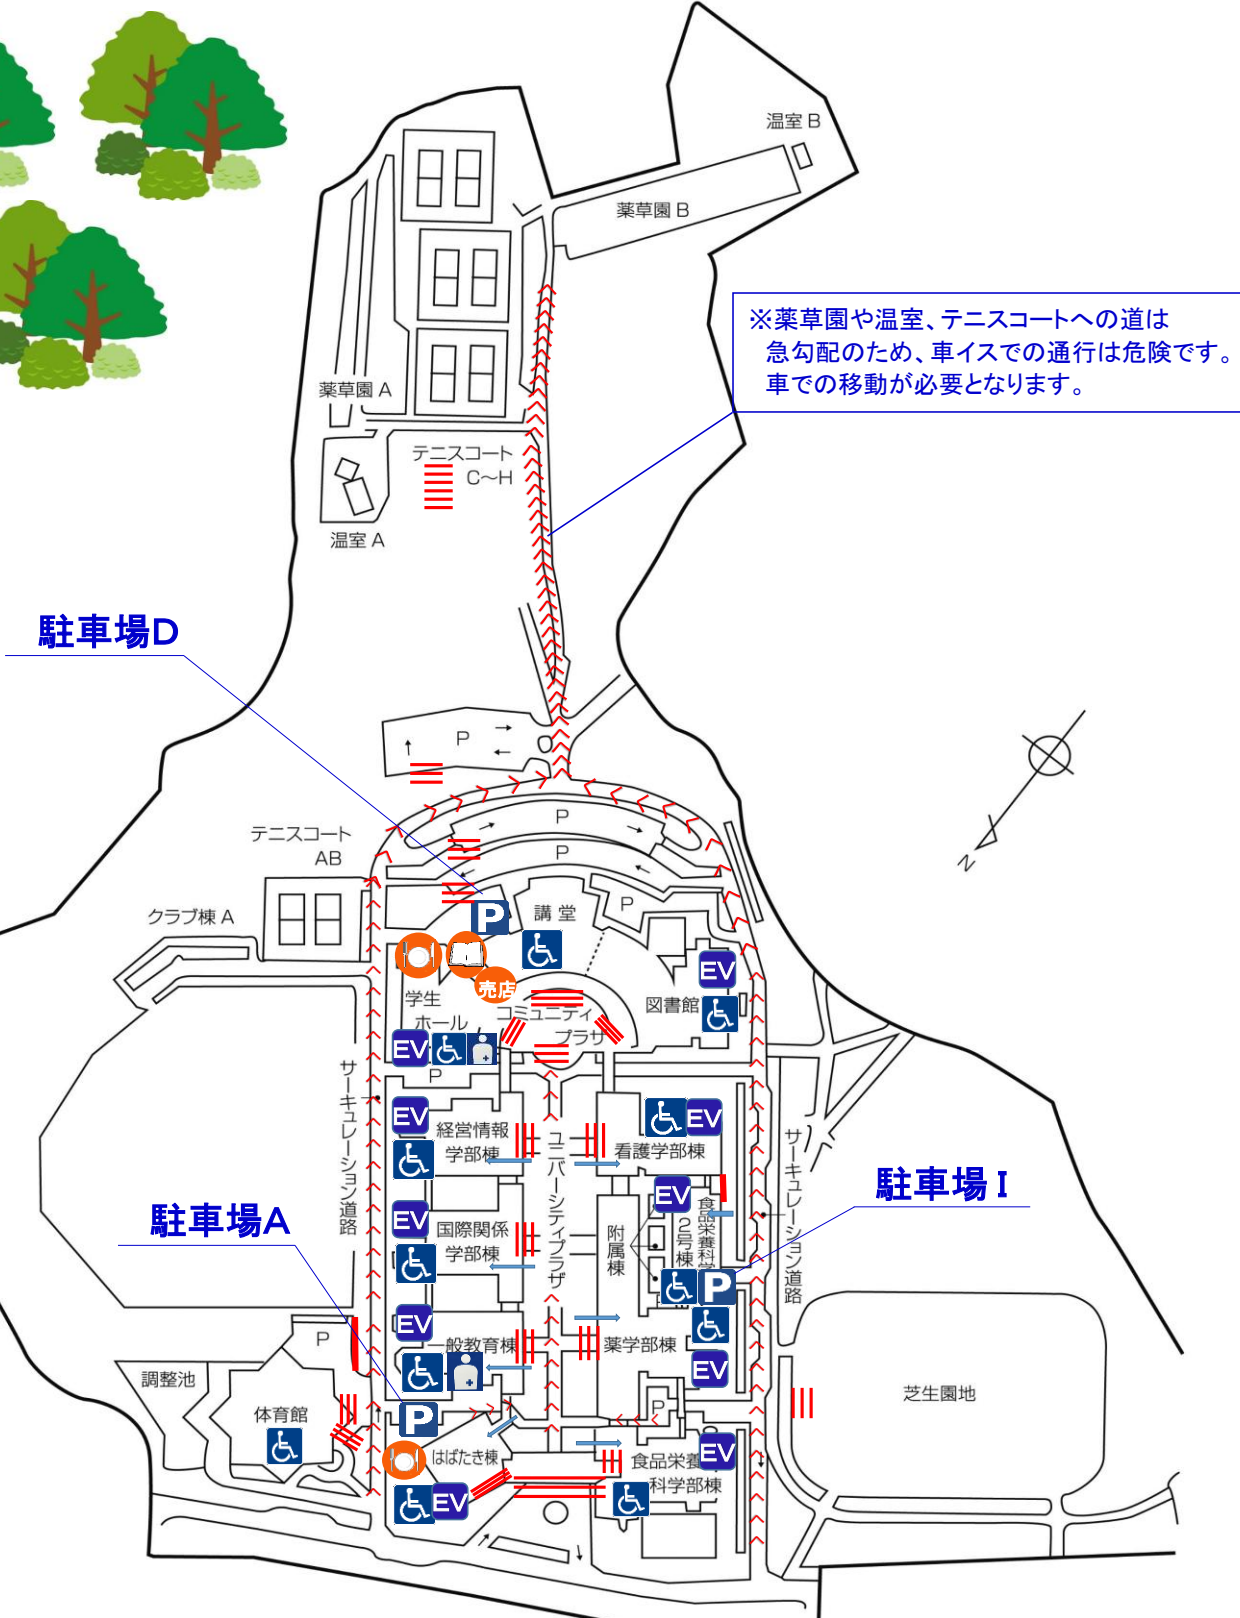 温室 B
薬草園 B
※薬草園や温室、テニスコートへの道は
急勾配のため、車イスでの通行は危険です。
車での移動が必要となります。
薬草園 A
テニスコート
C～H
温室 A
駐車場D
P
P
P
テニスコート
AB
N
クラブ棟 A
P
講 堂
P
EV
売店
学生
ホール
コミュニティ
プラザ
図書館
EV
P
サーキュレーション道路
EV
経営情報
学部棟
ユニバーシティプラザ
EV
看護学部棟
サーキュレーション道路
駐車場I
EV
食品栄養科学
2号棟
附属棟
駐車場A
EV
国際関係
学部棟
P
EV
一般教育棟
薬学部棟
EV
P
調整池
体育館
P
P
芝生園地
はばたき棟
EV
食品栄養
科学部棟
EV